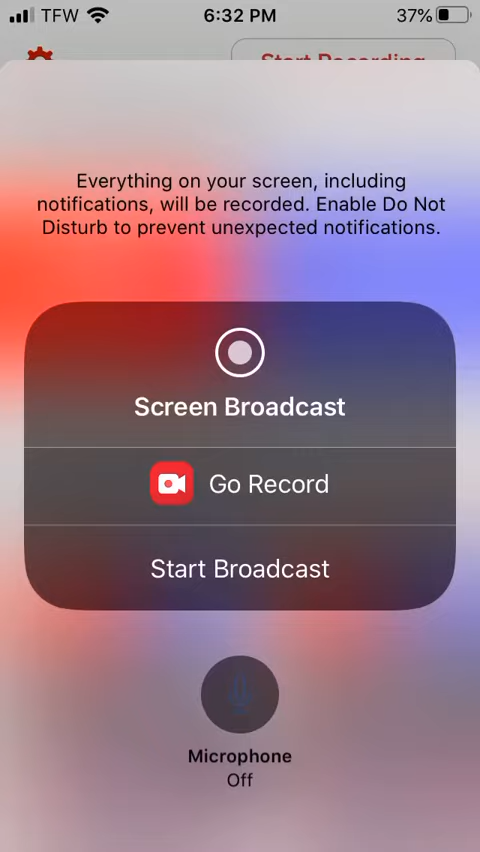 TFW 6:32 PM 37%
Start Recording
Everything on your screen, including
notifications, will be recorded. Enable Do Not
Disturb to prevent unexpected notifications.
Screen Broadcast
Go Record
Start Broadcast
Microphone
Off